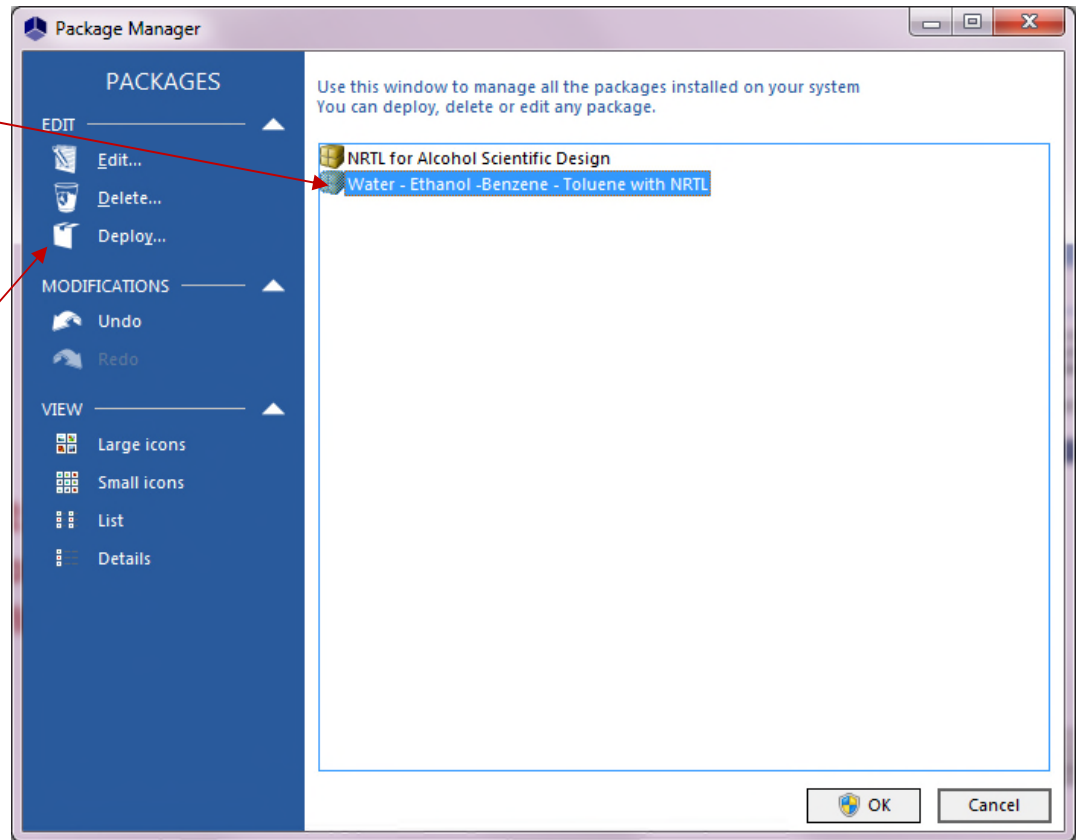 Package Manager
PACKAGES
EDIT
Edit...
Delete...
Deploy...
MODIFICATIONS
Undo
Redo
VIEW
Large icons
Small icons
List
Details
Use this window to manage all the packages installed on your system
You can deploy, delete or edit any package.
NRTL for Alcohol Scientific Design
Water - Ethanol -Benzene - Toluene with NRTL
OK
Cancel